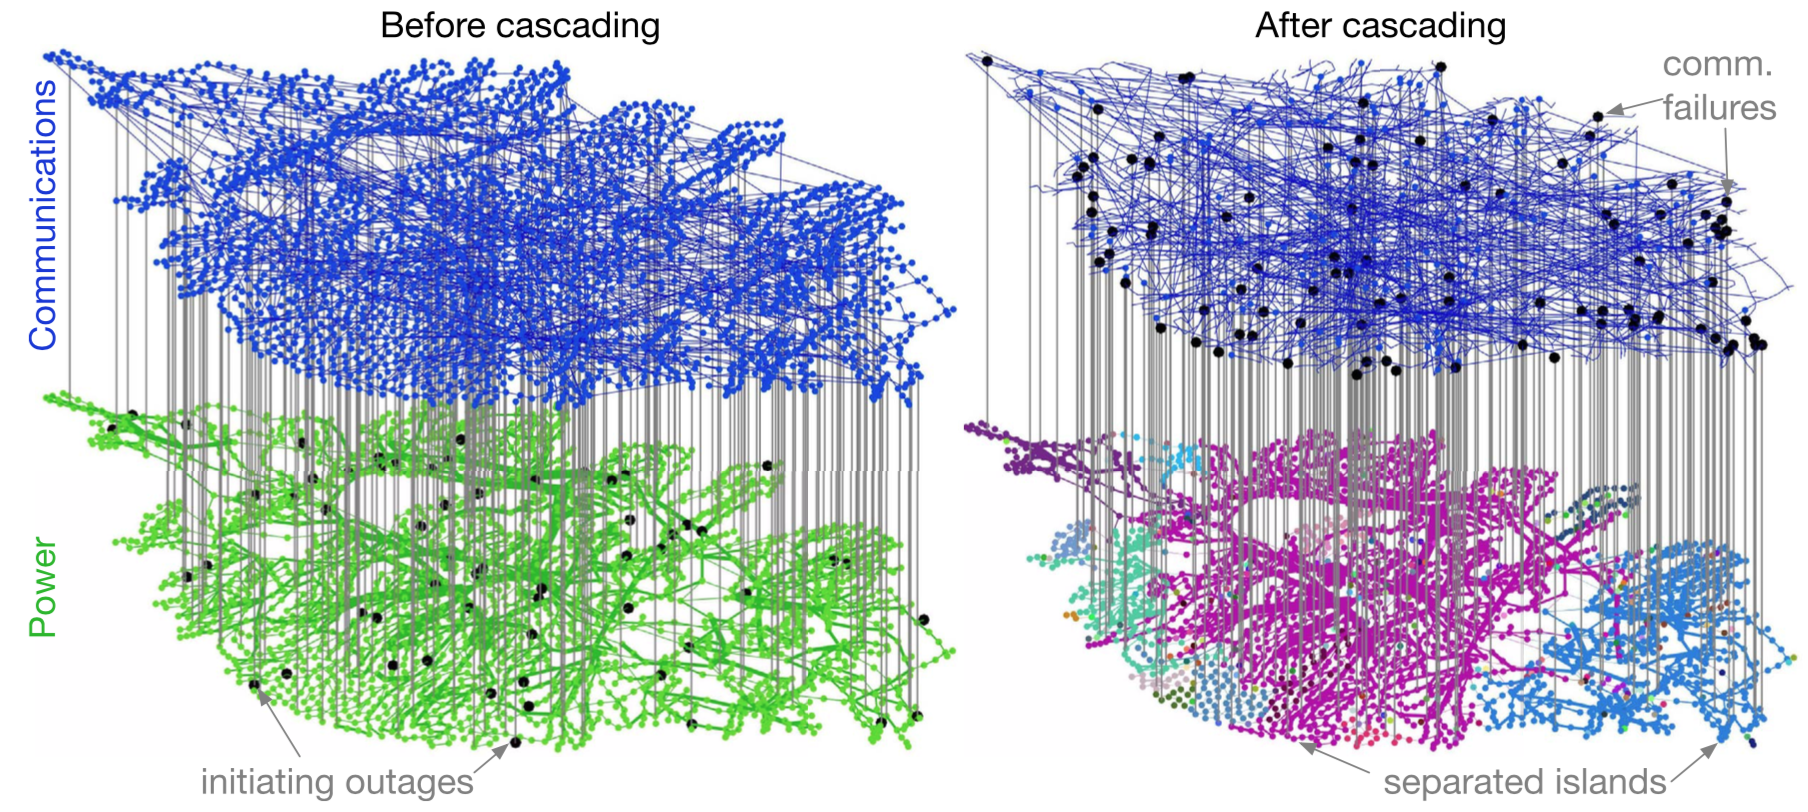 Before cascading
After cascading
Communications
comm.
failures
Power
initiating outages
separated islands